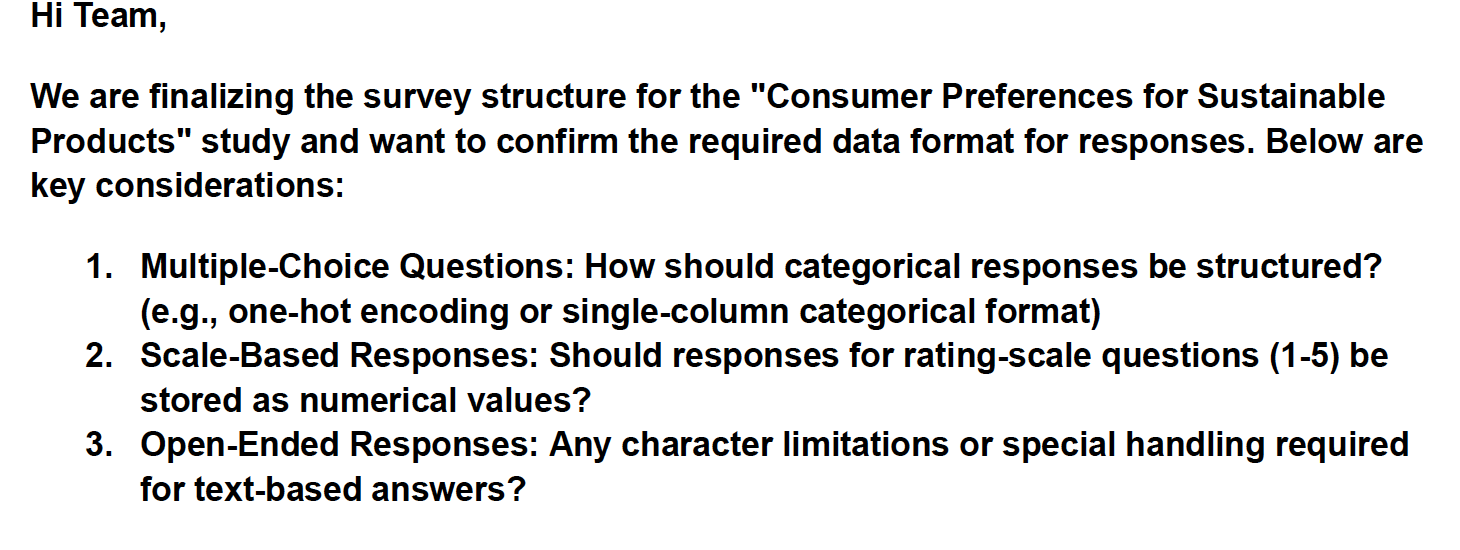 Hi Team,
We are finalizing the survey structure for the "Consumer Preferences for Sustainable
Products" study and want to confirm the required data format for responses. Below are
key considerations:
1. Multiple-Choice Questions: How should categorical responses be structured?
(e.g., one-hot encoding or single-column categorical format)
2. Scale-Based Responses: Should responses for rating-scale questions (1-5) be
stored as numerical values?
3. Open-Ended Responses: Any character limitations or special handling required
for text-based answers?